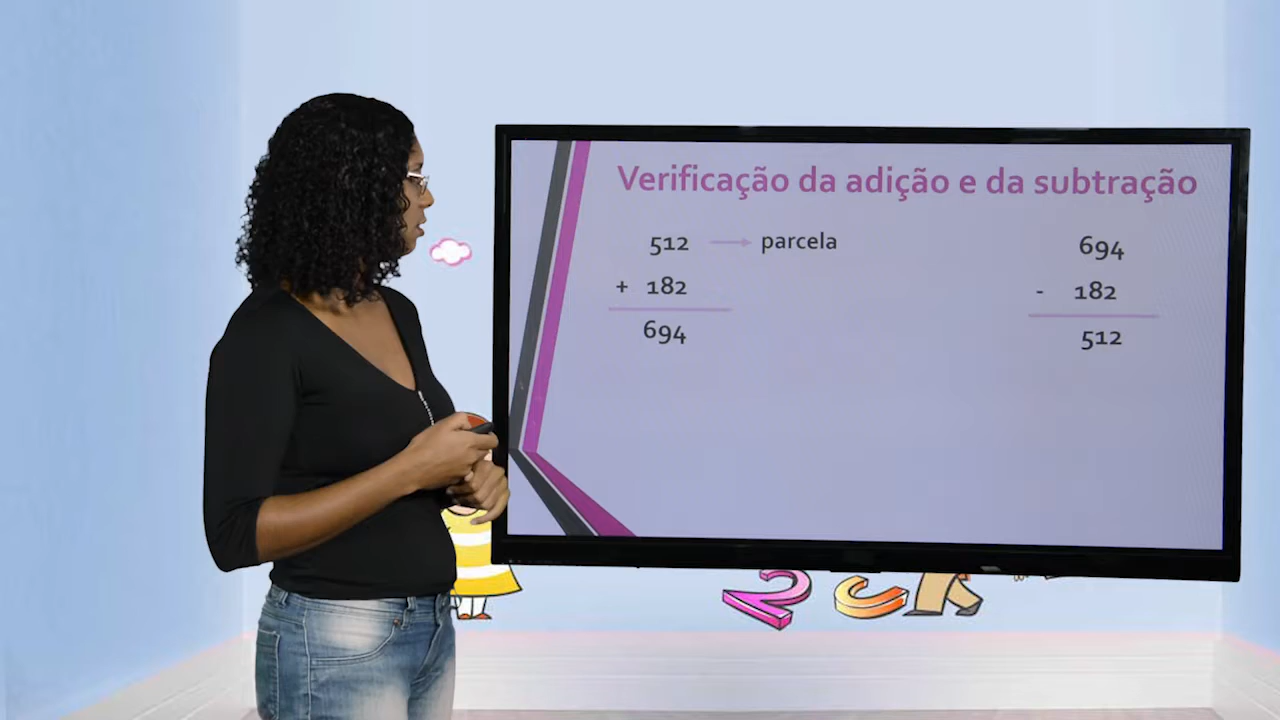 Verificação da adição e da subtração
512 parcela
+ 182
694
694
- 182
512